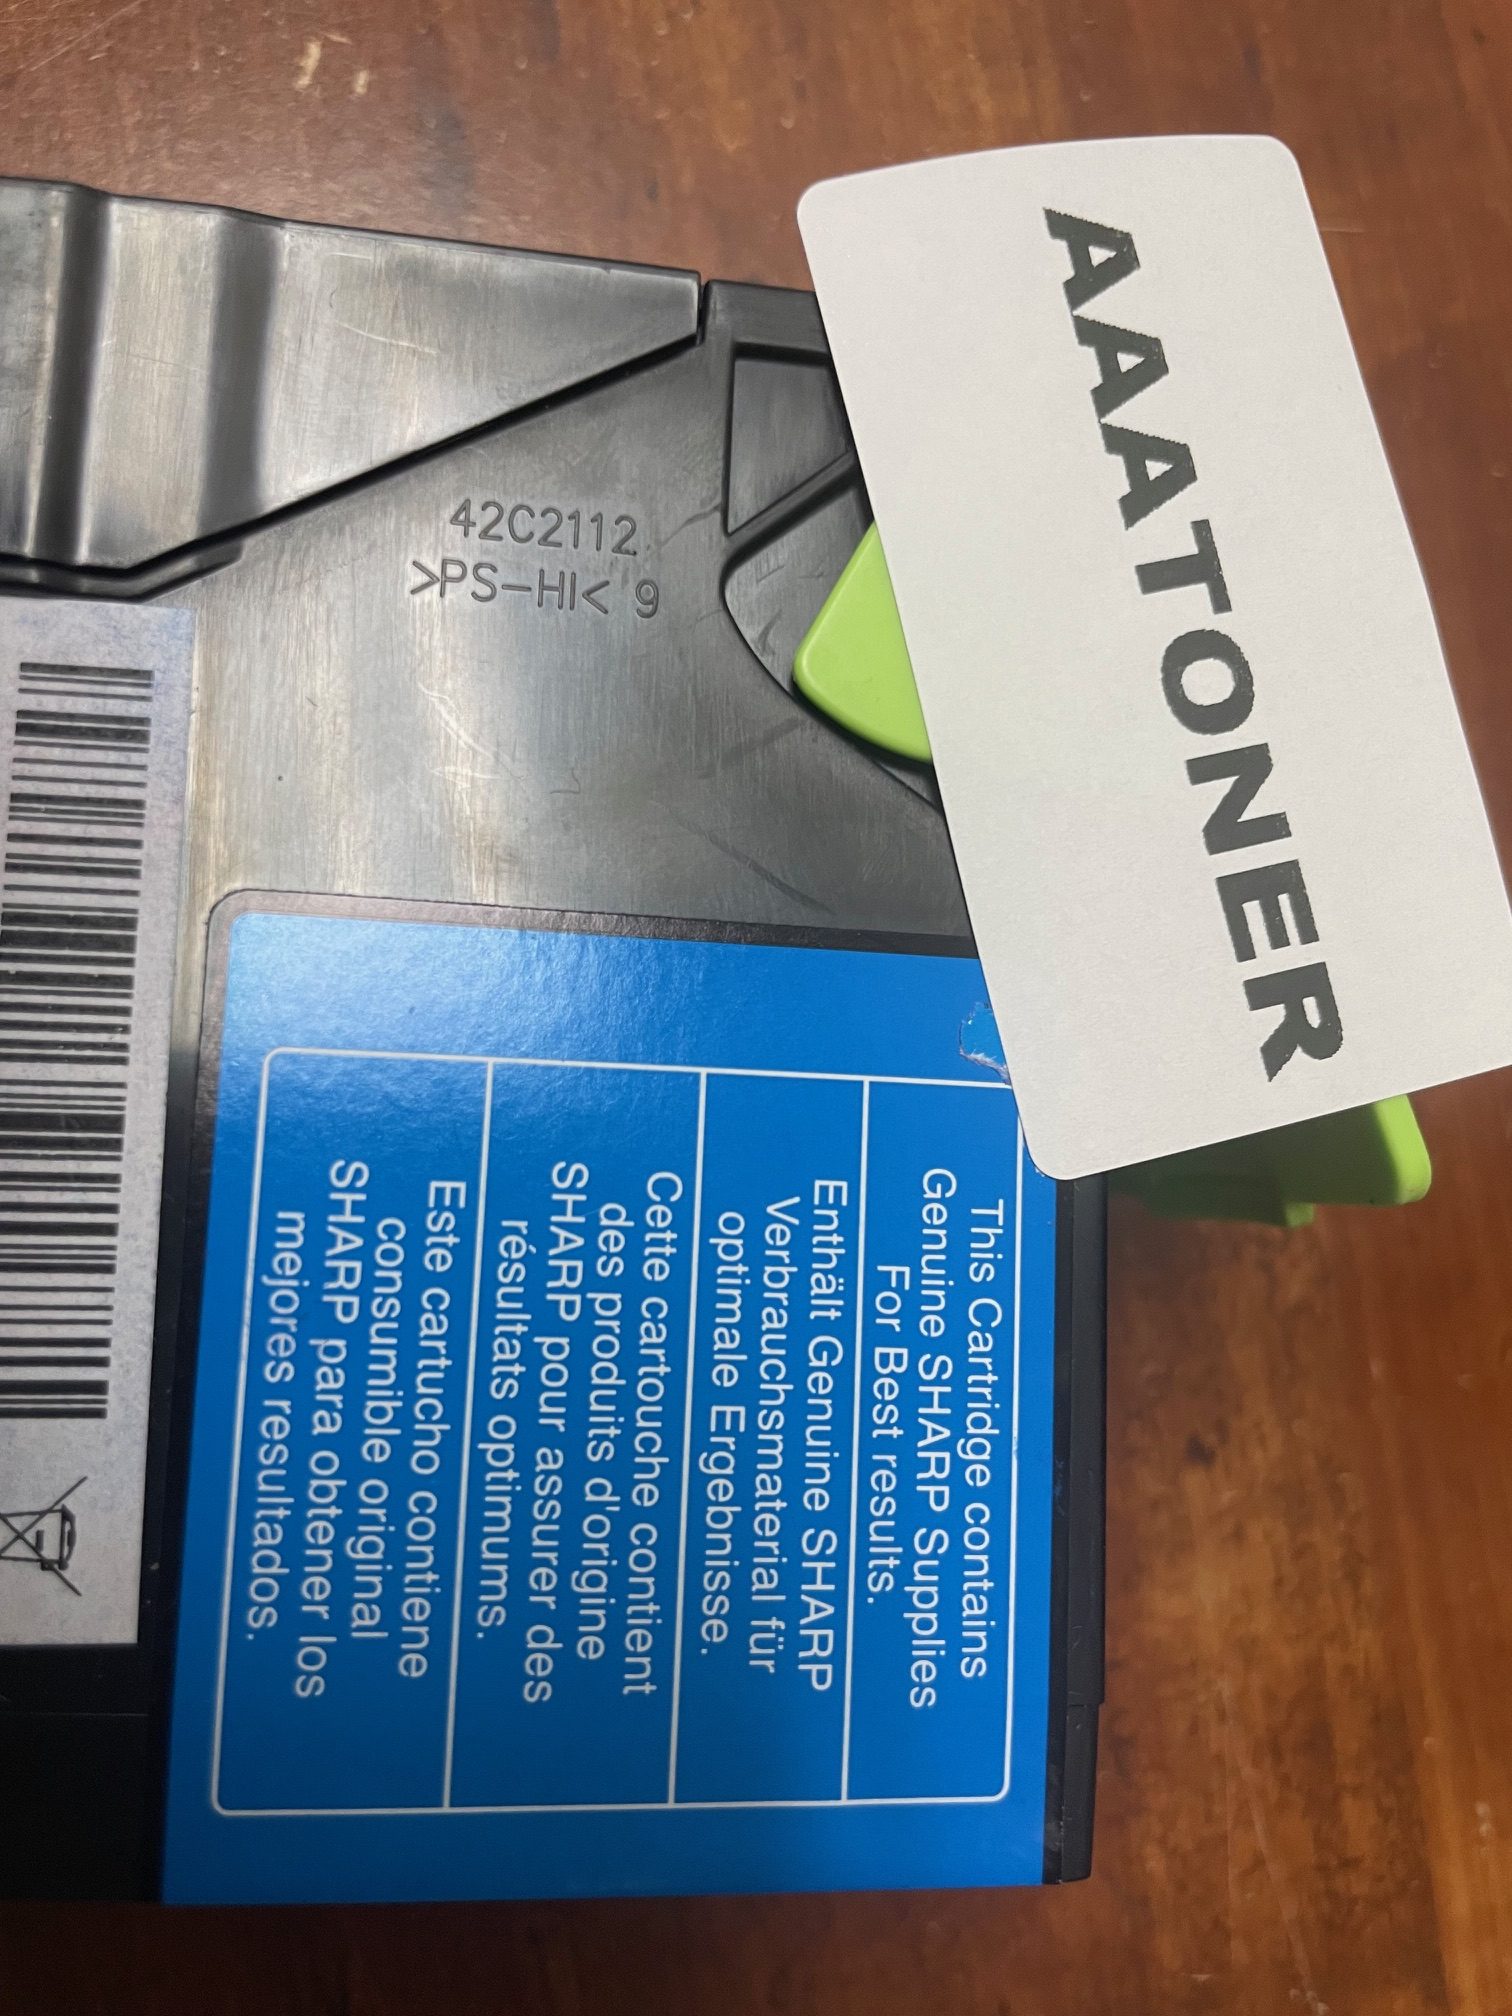 AAATONER
42C2112
>PS-HI< 9
This Cartridge contains
Genuine SHARP Supplies
For Best results.
Enthält Genuine SHARP
Verbrauchsmaterial für
optimale Ergebnisse.
Cette cartouche contient
des produits d'origine
SHARP pour assurer des
résultats optimums.
Este cartucho contiene
consumible original
SHARP para obtener los
mejores resultados.